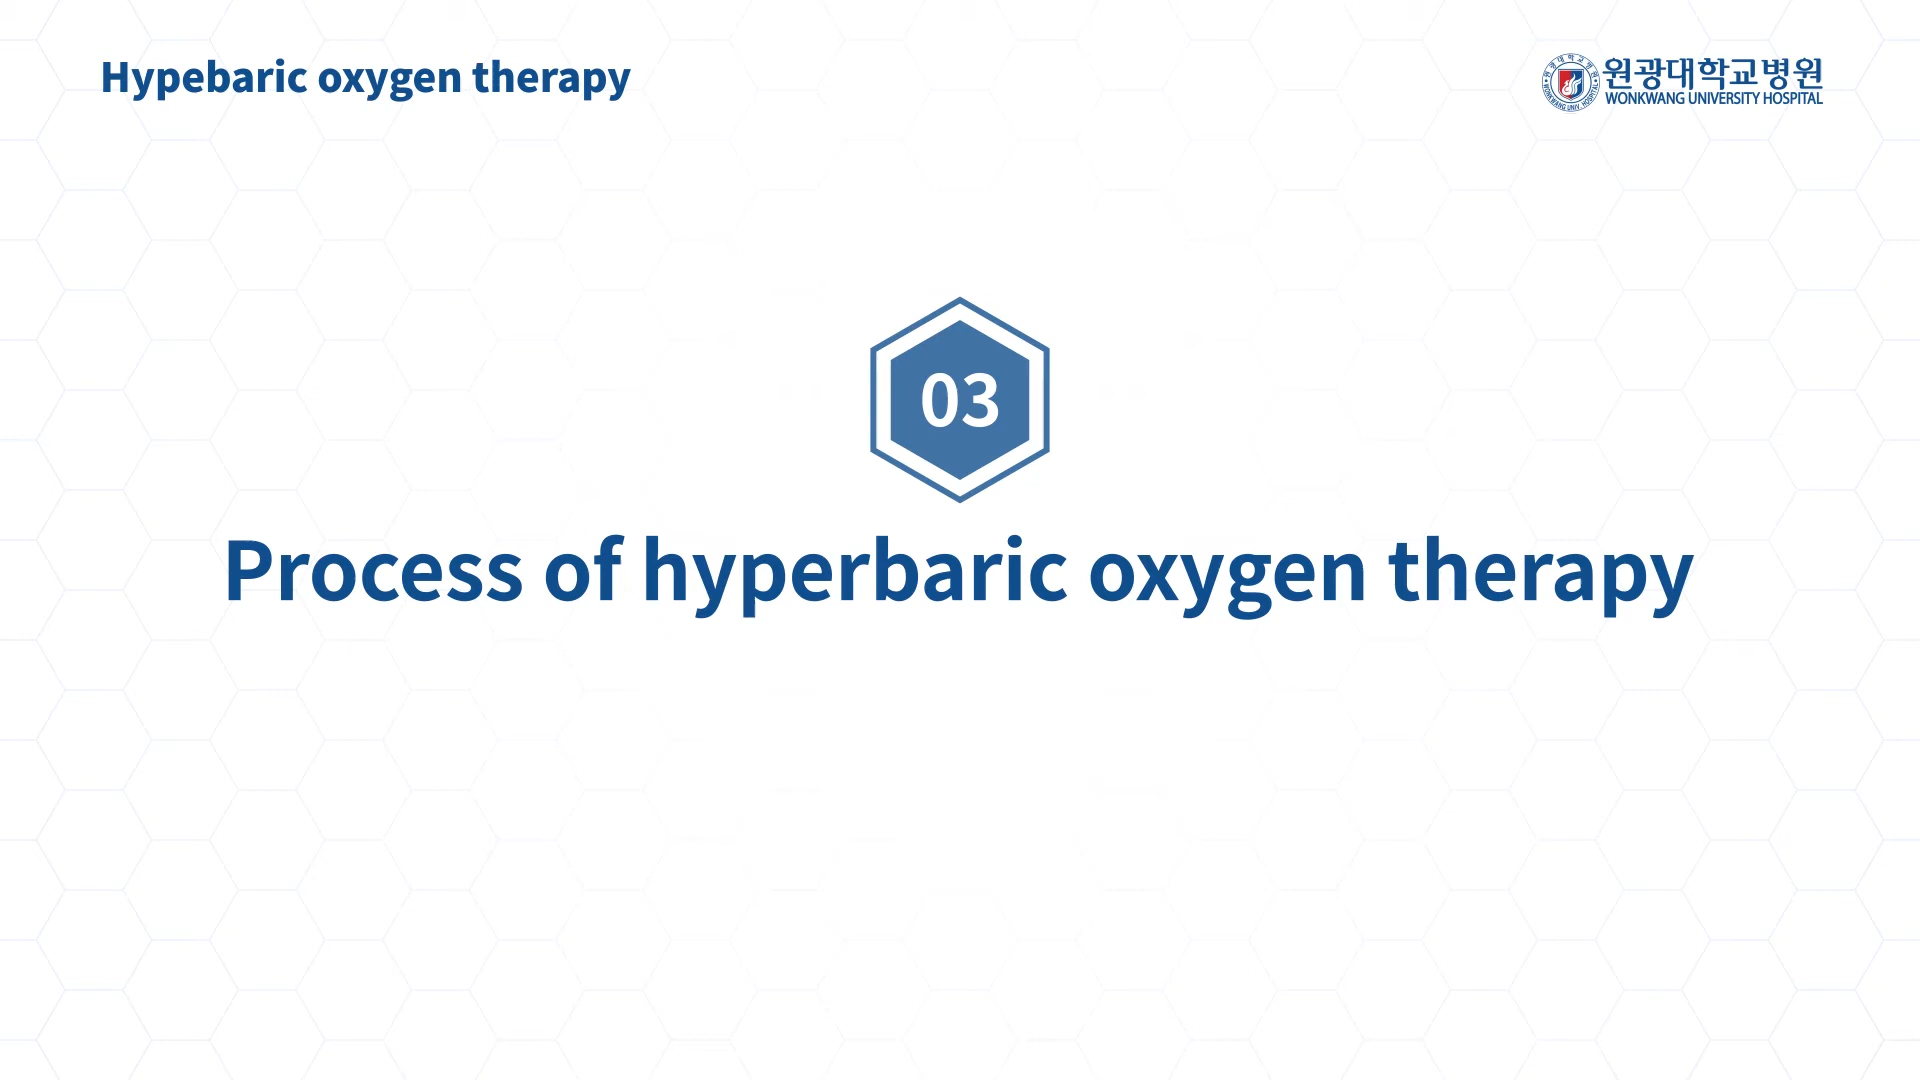 Hypebaric oxygen therapy
원광대학교병원
WONKWANG UNIVERSITY HOSPITAL
03
Process of hyperbaric oxygen therapy